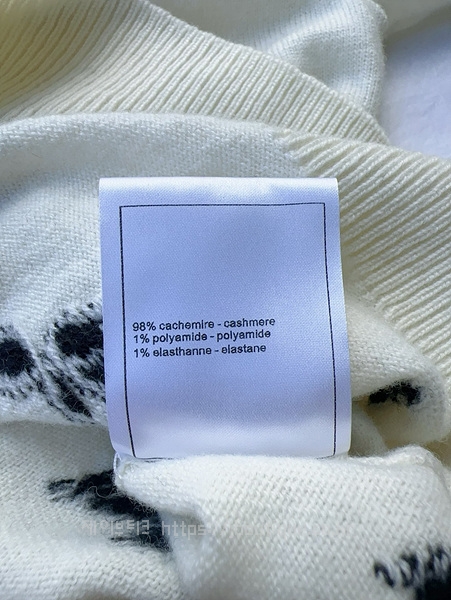 98% cachemire - cashmere
1% polyamide - polyamide
1% elasthanne - elastane